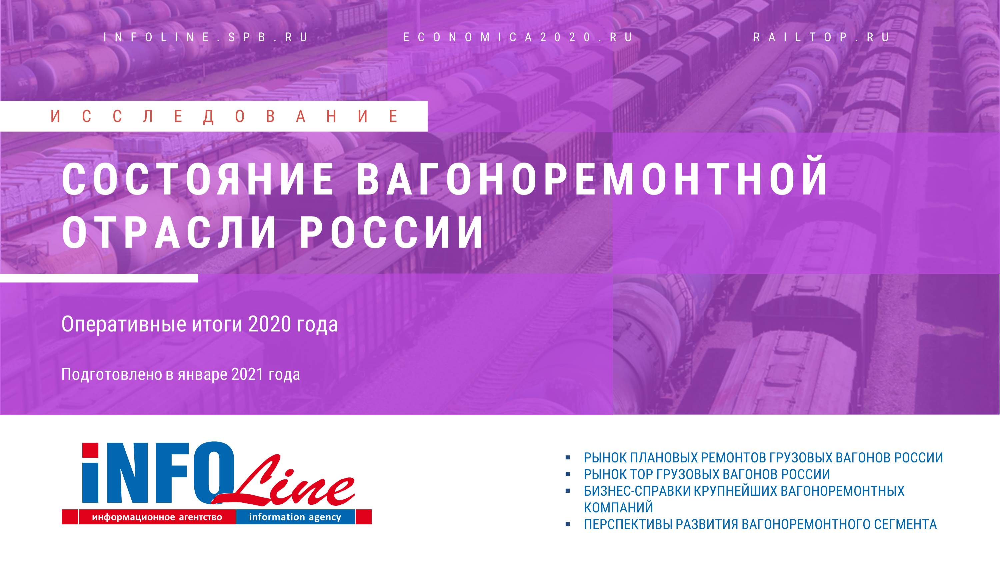 INFOLINE.SPB.RU ECONOMICA2020.RU RAILTOP.RU
ИССЛЕДОВАНИЕ
СОСТОЯНИЕ ВАГОНОРЕМОНТНОЙ
ОТРАСЛИ РОССИИ
Оперативные итоги 2020 года
Подготовлено в январе 2021 года
iNFOLine
информационное агентство information agency
▪ РЫНОК ПЛАНОВЫХ РЕМОНТОВ ГРУЗОВЫХ ВАГОНОВ РОССИИ
▪ РЫНОК ТОР ГРУЗОВЫХ ВАГОНОВ РОССИИ
▪ БИЗНЕС-СПРАВКИ КРУПНЕЙШИХ ВАГОНОРЕМОНТНЫХ
КОМПАНИЙ
▪ ПЕРСПЕКТИВЫ РАЗВИТИЯ ВАГОНОРЕМОНТНОГО СЕГМЕНТА